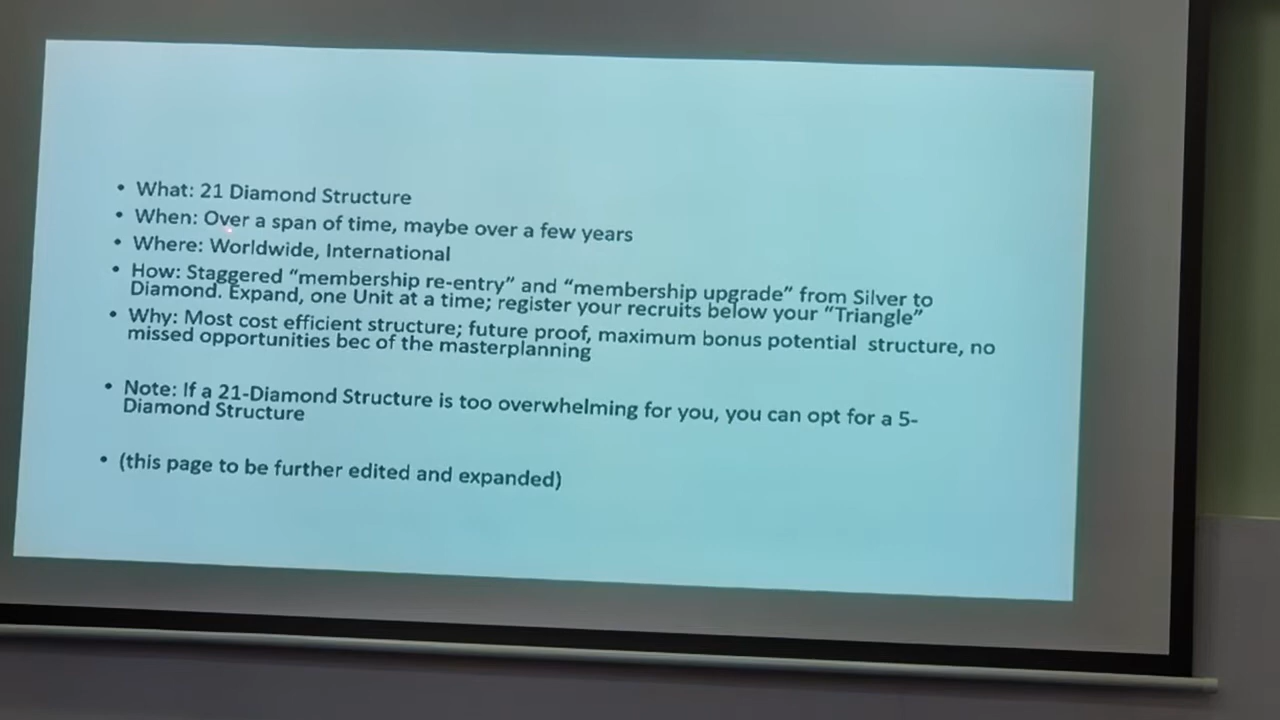 • What: 21 Diamond Structure
• When: Over a span of time, maybe over a few years
• Where: Worldwide, International
• How: Staggered “membership re-entry” and “membership upgrade” from Silver to
Diamond. Expand, one Unit at a time; register your recruits below your “Triangle”
• Why: Most cost efficient structure; future proof, maximum bonus potential structure, no
missed opportunities bec of the masterplanning
• Note: If a 21-Diamond Structure is too overwhelming for you, you can opt for a 5-
Diamond Structure
• (this page to be further edited and expanded)